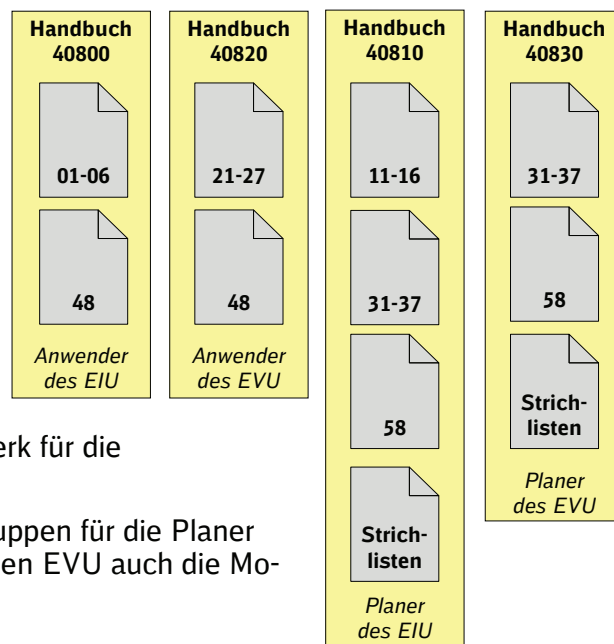 Handbuch
40800
01-06
48
Anwender
des EIU
Handbuch
40820
21-27
48
Anwender
des EVU
Handbuch
40810
11-16
31-37
58
Strich-
listen
Planer
des EIU
Handbuch
40830
31-37
58
Strich-
listen
Planer
des EVU
erk für die
uppen für die Planer
en EVU auch die Mo-